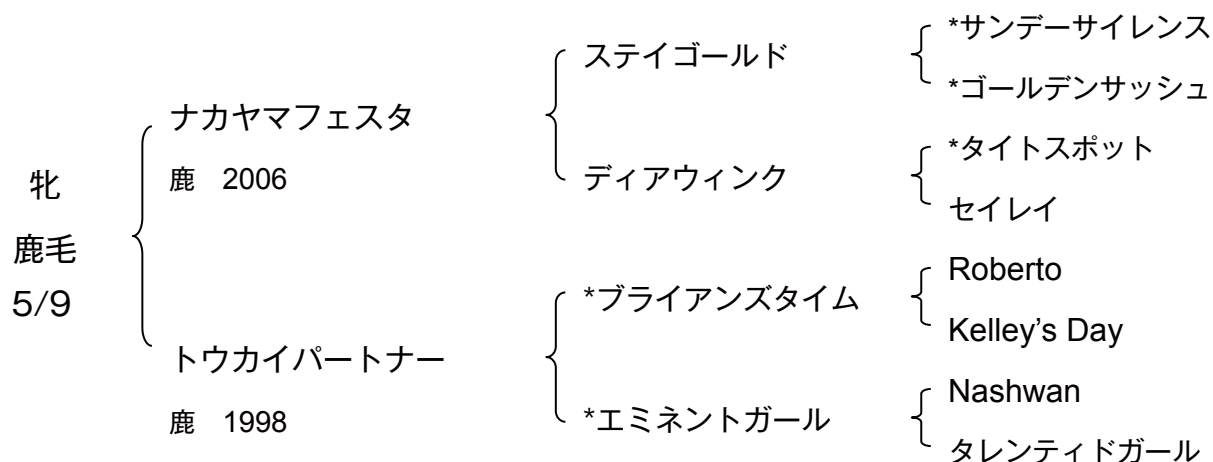 牝
鹿毛
5/9
ナカヤマフェスタ
鹿 2006
トウカイパートナー
鹿 1998
ステイゴールド
ディアウィンク
*ブライアンズタイム
*エミネントガール
*サンデーサイレンス
*ゴールデンサッシュ
*タイトスポット
セイレイ
Roberto
Kelley’s Day
Nashwan
タレンティドガール